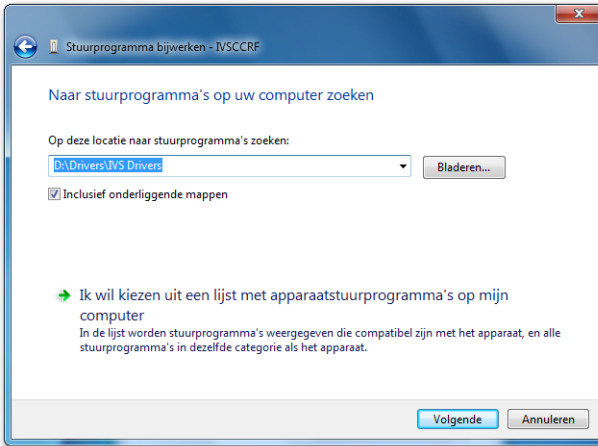 Stuurprogramma bijwerken - IVSCCRF
Naar stuurprogramma's op uw computer zoeken
Op deze locatie naar stuurprogramma's zoeken:
D:\Drivers\IVS Drivers
Bladeren...
Inclusief onderliggende mappen
Ik wil kiezen uit een lijst met apparaatstuurprogramma's op mijn
computer
In de lijst worden stuurprogramma's weergegeven die compatibel zijn met het apparaat, en alle
stuurprogramma's in dezelfde categorie als het apparaat.
Volgende
Annuleren